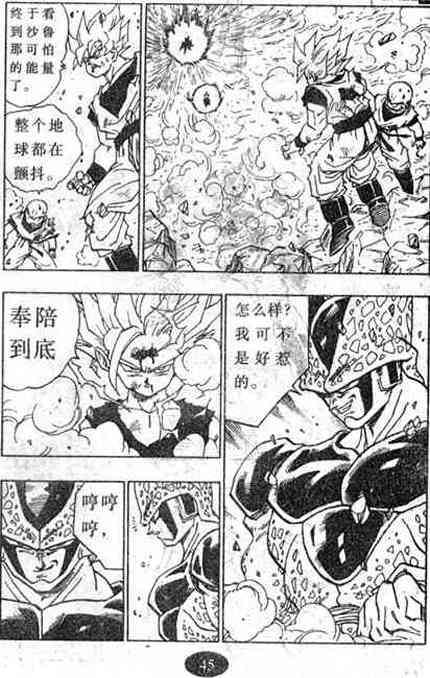 终于看
到沙鲁
那可怕
的能量
了。
整个地
球都在
颤抖。
奉陪
到底
怎么样?
我可不
是好惹
的。
哼哼
哼，
45